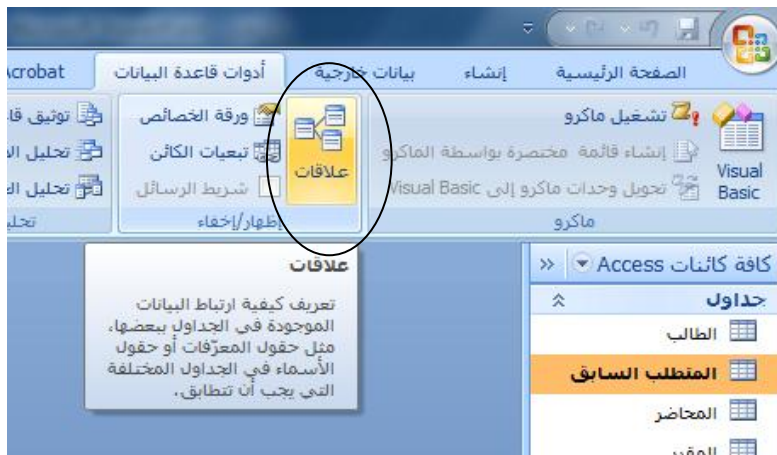 الصفحة الرئيسية
إنشاء
بيانات خارجية
أدوات قاعدة البيانات
Acrobat
Visual Basic
تشغيل ماكرو
إنشاء قائمة مختصرة بواسطة الماكرو
تحويل وحدات ماكرو إلى Visual Basic
ماكرو
علاقات
ورقة الخصائص
تبعيات الكائن
شريط الرسائل
إظهار/إخفاء
توثيق
تحليل
تحليل
علاقات
تعريف كيفية ارتباط البيانات
الموجودة في الجداول ببعضها،
مثل حقول المعرّفات أو حقول
الأسماء في الجداول المختلفة
التي يجب أن تتطابق.
كافة كائنات Access
جداول
الطالب
المتطلب السابق
المحاضر
المقرر